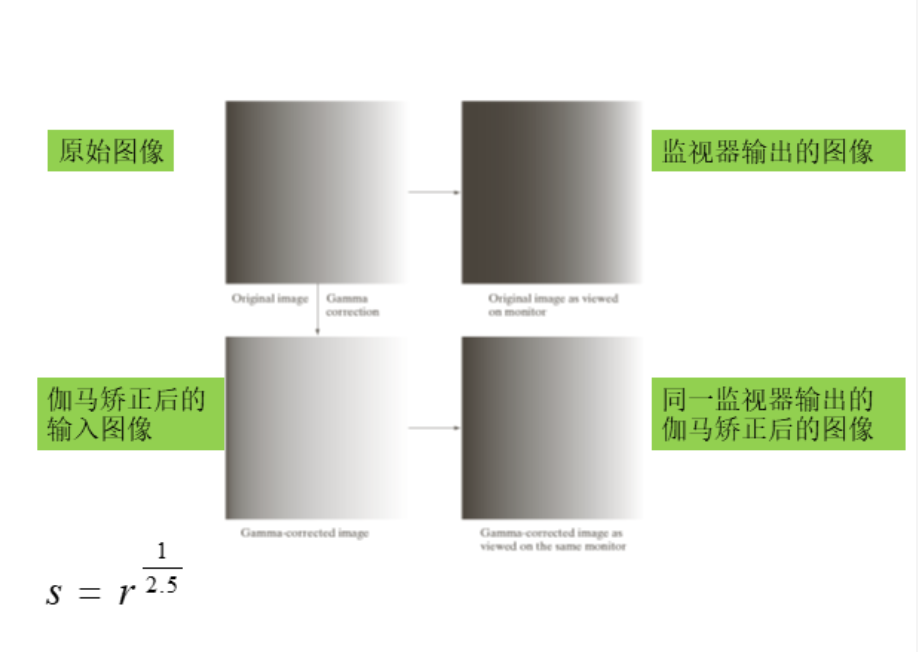 原始图像
监视器输出的图像
Original image
Gamma
correction
Original image as viewed
on monitor
伽马矫正后的
输入图像
同一监视器输出的
伽马矫正后的图像
Gamma-corrected image
Gamma-corrected image as
viewed on the same monitor
s = r^{\frac{1}{2.5}}